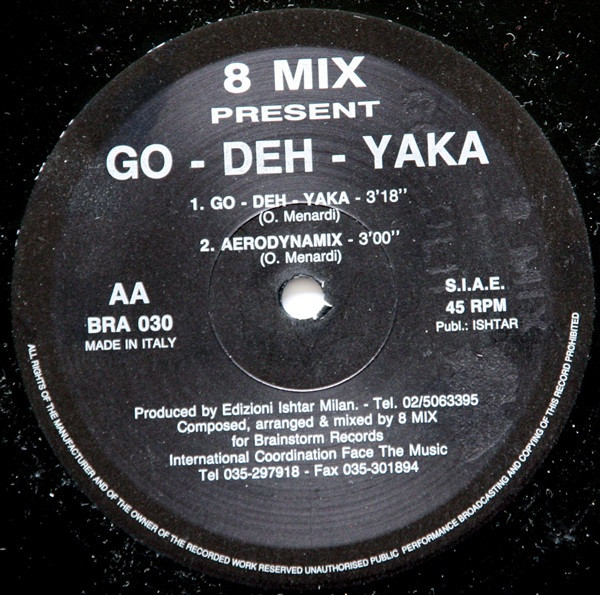 8 MIX
PRESENT
GO - DEH - YAKA
1. GO - DEH - YAKA - 3'18''
(O. Menardi)
2. AERODYNAMIX - 3'00''
(O. Menardi)
AA
BRA 030
MADE IN ITALY
S.I.A.E.
45 RPM
Publ.: ISHTAR
Produced by Edizioni Ishtar Milan. - Tel. 02/5063395
Composed, arranged & mixed by 8 MIX
for Brainstorm Records
International Coordination Face The Music
Tel 035-297918 - Fax 035-301894
ALL RIGHTS OF THE MANUFACTURER AND OF THE OWNER OF THE RECORDED WORK RESERVED UNAUTHORISED PUBLIC PERFORMANCE BROADCASTING AND COPYING OF THIS RECORD PROHIBITED